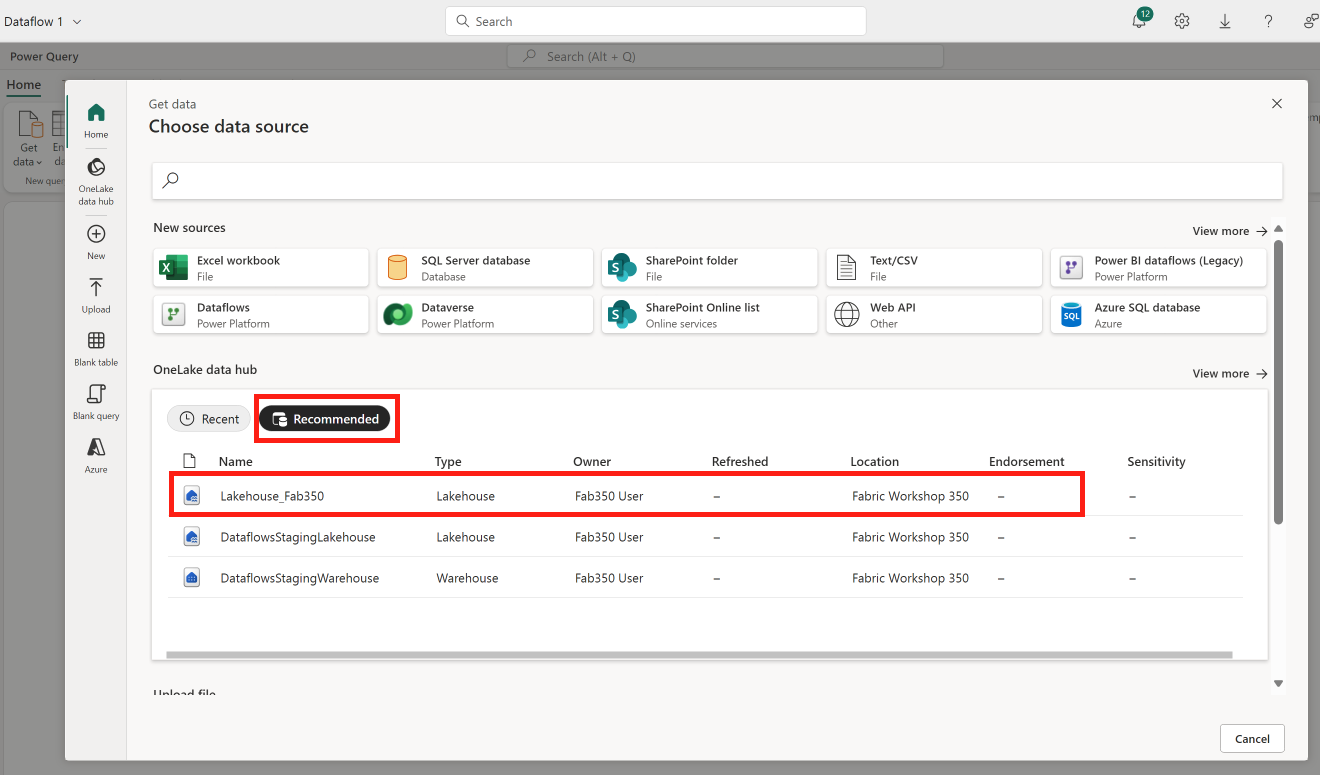 Dataflow 1
Search
12
?
Power Query
Search (Alt + Q)
Home
Get data
New quer
Home
OneLake data hub
New
Upload
Blank table
Blank query
Azure
Get data
Choose data source
New sources
View more
Excel workbook
File
SQL Server database
Database
SharePoint folder
File
Text/CSV
File
Power BI dataflows (Legacy)
Power Platform
Dataflows
Power Platform
Dataverse
Power Platform
SharePoint Online list
Online services
Web API
Other
SQL
Azure SQL database
Azure
OneLake data hub
View more
Recent
Recommended
Name Type Owner Refreshed Location Endorsement Sensitivity
Lakehouse_Fab350 Lakehouse Fab350 User – Fabric Workshop 350 – –
DataflowsStagingLakehouse Lakehouse Fab350 User – Fabric Workshop 350 – –
DataflowsStagingWarehouse Warehouse Fab350 User – Fabric Workshop 350 – –
Upload file
Cancel